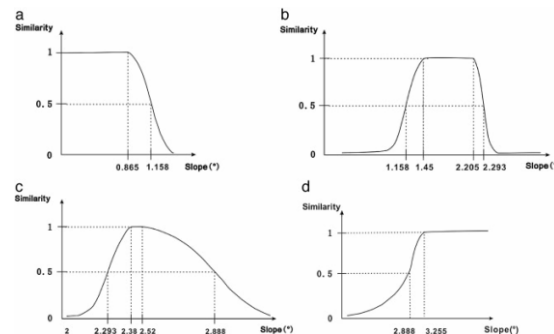 a
Similarity
1
0.5
0
0.865 1.158 Slope(°)
b
Similarity
1
0.5
0
1.158 1.45 2.205 2.293 Slope(°
c
Similarity
1
0.5
0
2 2.293 2.38 2.52 2.888 Slope(°)
d
Similarity
1
0.5
0
2.888 3.255 Slope(°)